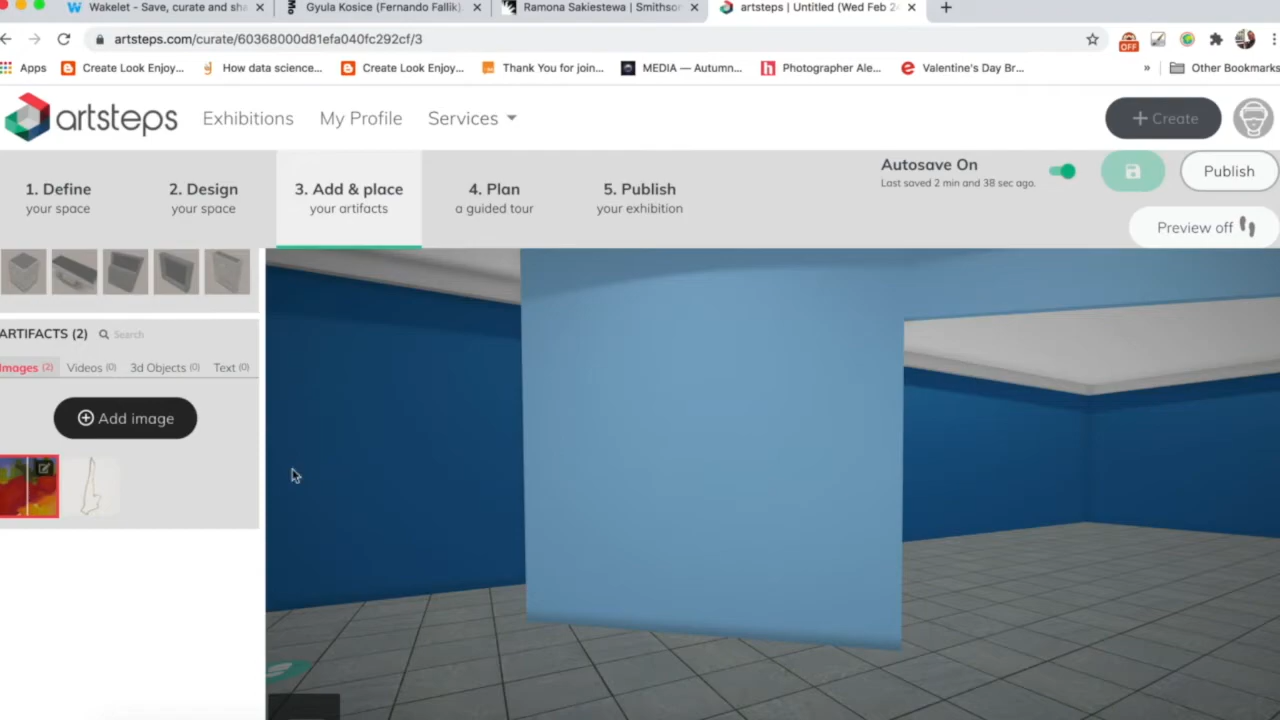 Wakelet - Save, curate and sha
Gyula Kosice (Fernando Fallik).
Ramona Sakiestewa | Smithson
artsteps | Untitled (Wed Feb 24
artsteps.com/curate/60368000d81efa040fc292cf/3
OFF
Apps
Create Look Enjoy...
How data science...
Create Look Enjoy...
Thank You for join...
MEDIA — Autumn...
Photographer Ale...
Valentine's Day Br...
»
Other Bookmarks
artsteps
Exhibitions
My Profile
Services
+ Create
1. Define
your space
2. Design
your space
3. Add & place
your artifacts
4. Plan
a guided tour
5. Publish
your exhibition
Autosave On
Last saved 2 min and 38 sec ago.
Publish
Preview off
ARTIFACTS (2)
Search
Images (2)
Videos (0)
3d Objects (0)
Text (0)
Add image